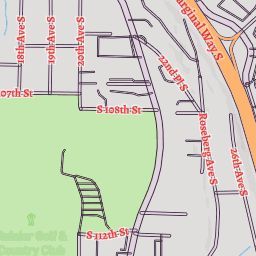 Marginal Way S
18th Ave S
19th Ave S
20th Ave S
22nd Pl S
07th St
S 108th St
Roseberg Ave S
26th Ave S
Golf &
Country Club
S 112th St